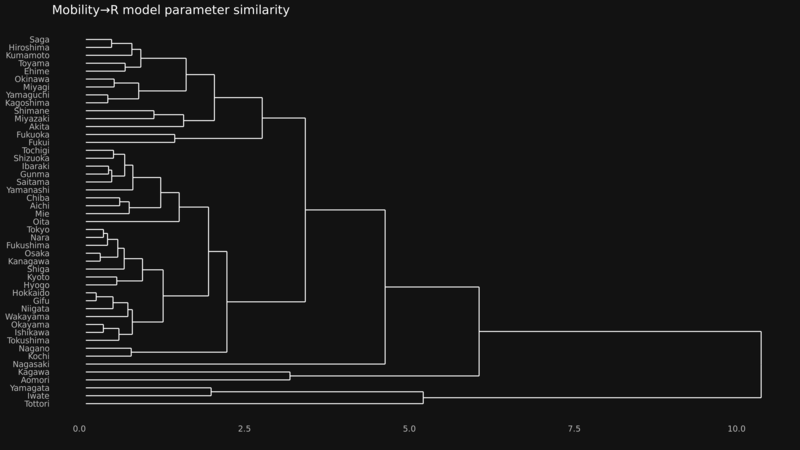 Mobility→R model parameter similarity
Saga
Hiroshima
Kumamoto
Toyama
Ehime
Okinawa
Miyagi
Yamaguchi
Kagoshima
Shimane
Miyazaki
Akita
Fukuoka
Fukui
Tochigi
Shizuoka
Ibaraki
Gunma
Saitama
Yamanashi
Chiba
Aichi
Mie
Oita
Tokyo
Nara
Fukushima
Osaka
Kanagawa
Shiga
Kyoto
Hyogo
Hokkaido
Gifu
Niigata
Wakayama
Okayama
Ishikawa
Tokushima
Nagano
Kochi
Nagasaki
Kagawa
Aomori
Yamagata
Iwate
Tottori
0.0 2.5 5.0 7.5 10.0